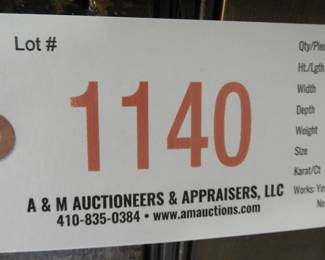 Lot #
1140
A & M AUCTIONEERS & APPRAISERS, LLC
410-835-0384 • www.amauctions.com
Ht./Lgth
Width
Depth
Weight
Size
Karat/Ct
Works: